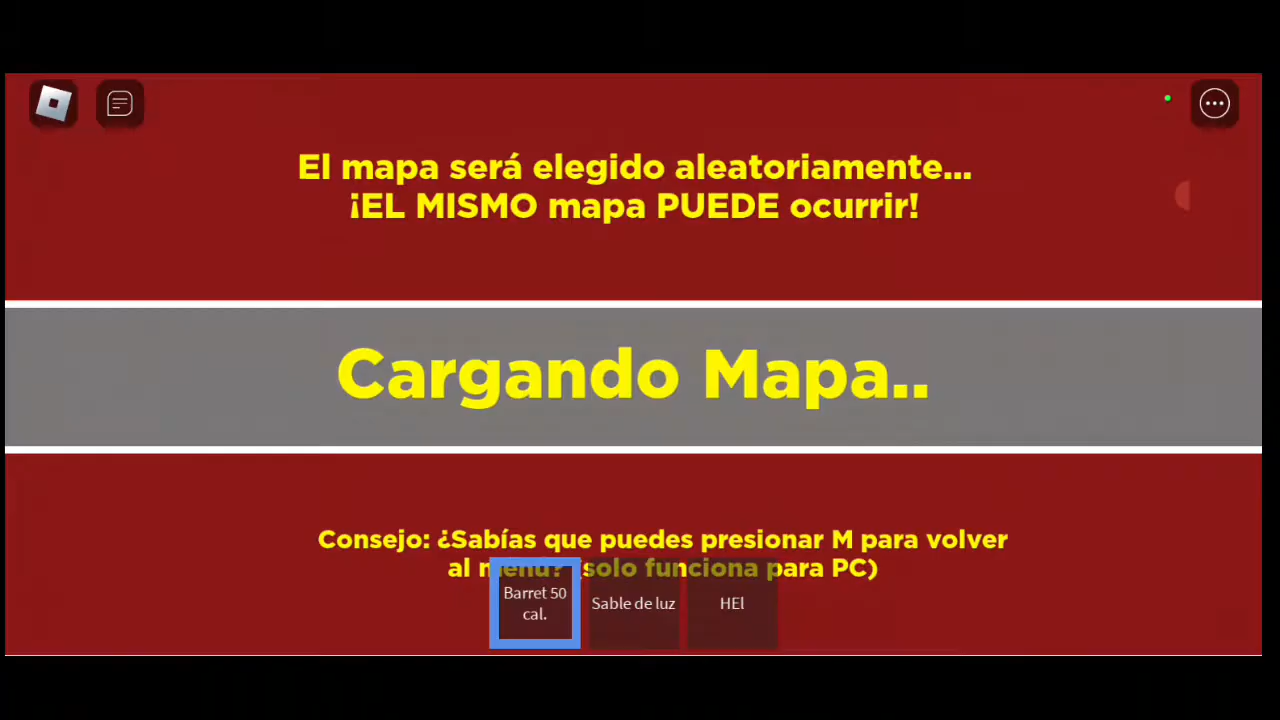 El mapa será elegido aleatoriamente...
¡EL MISMO mapa PUEDE ocurrir!
Cargando Mapa..
Consejo: ¿Sabías que puedes presionar M para volver
al menú? (solo funciona para PC)
Barret 50
cal.
Sable de luz
HEl